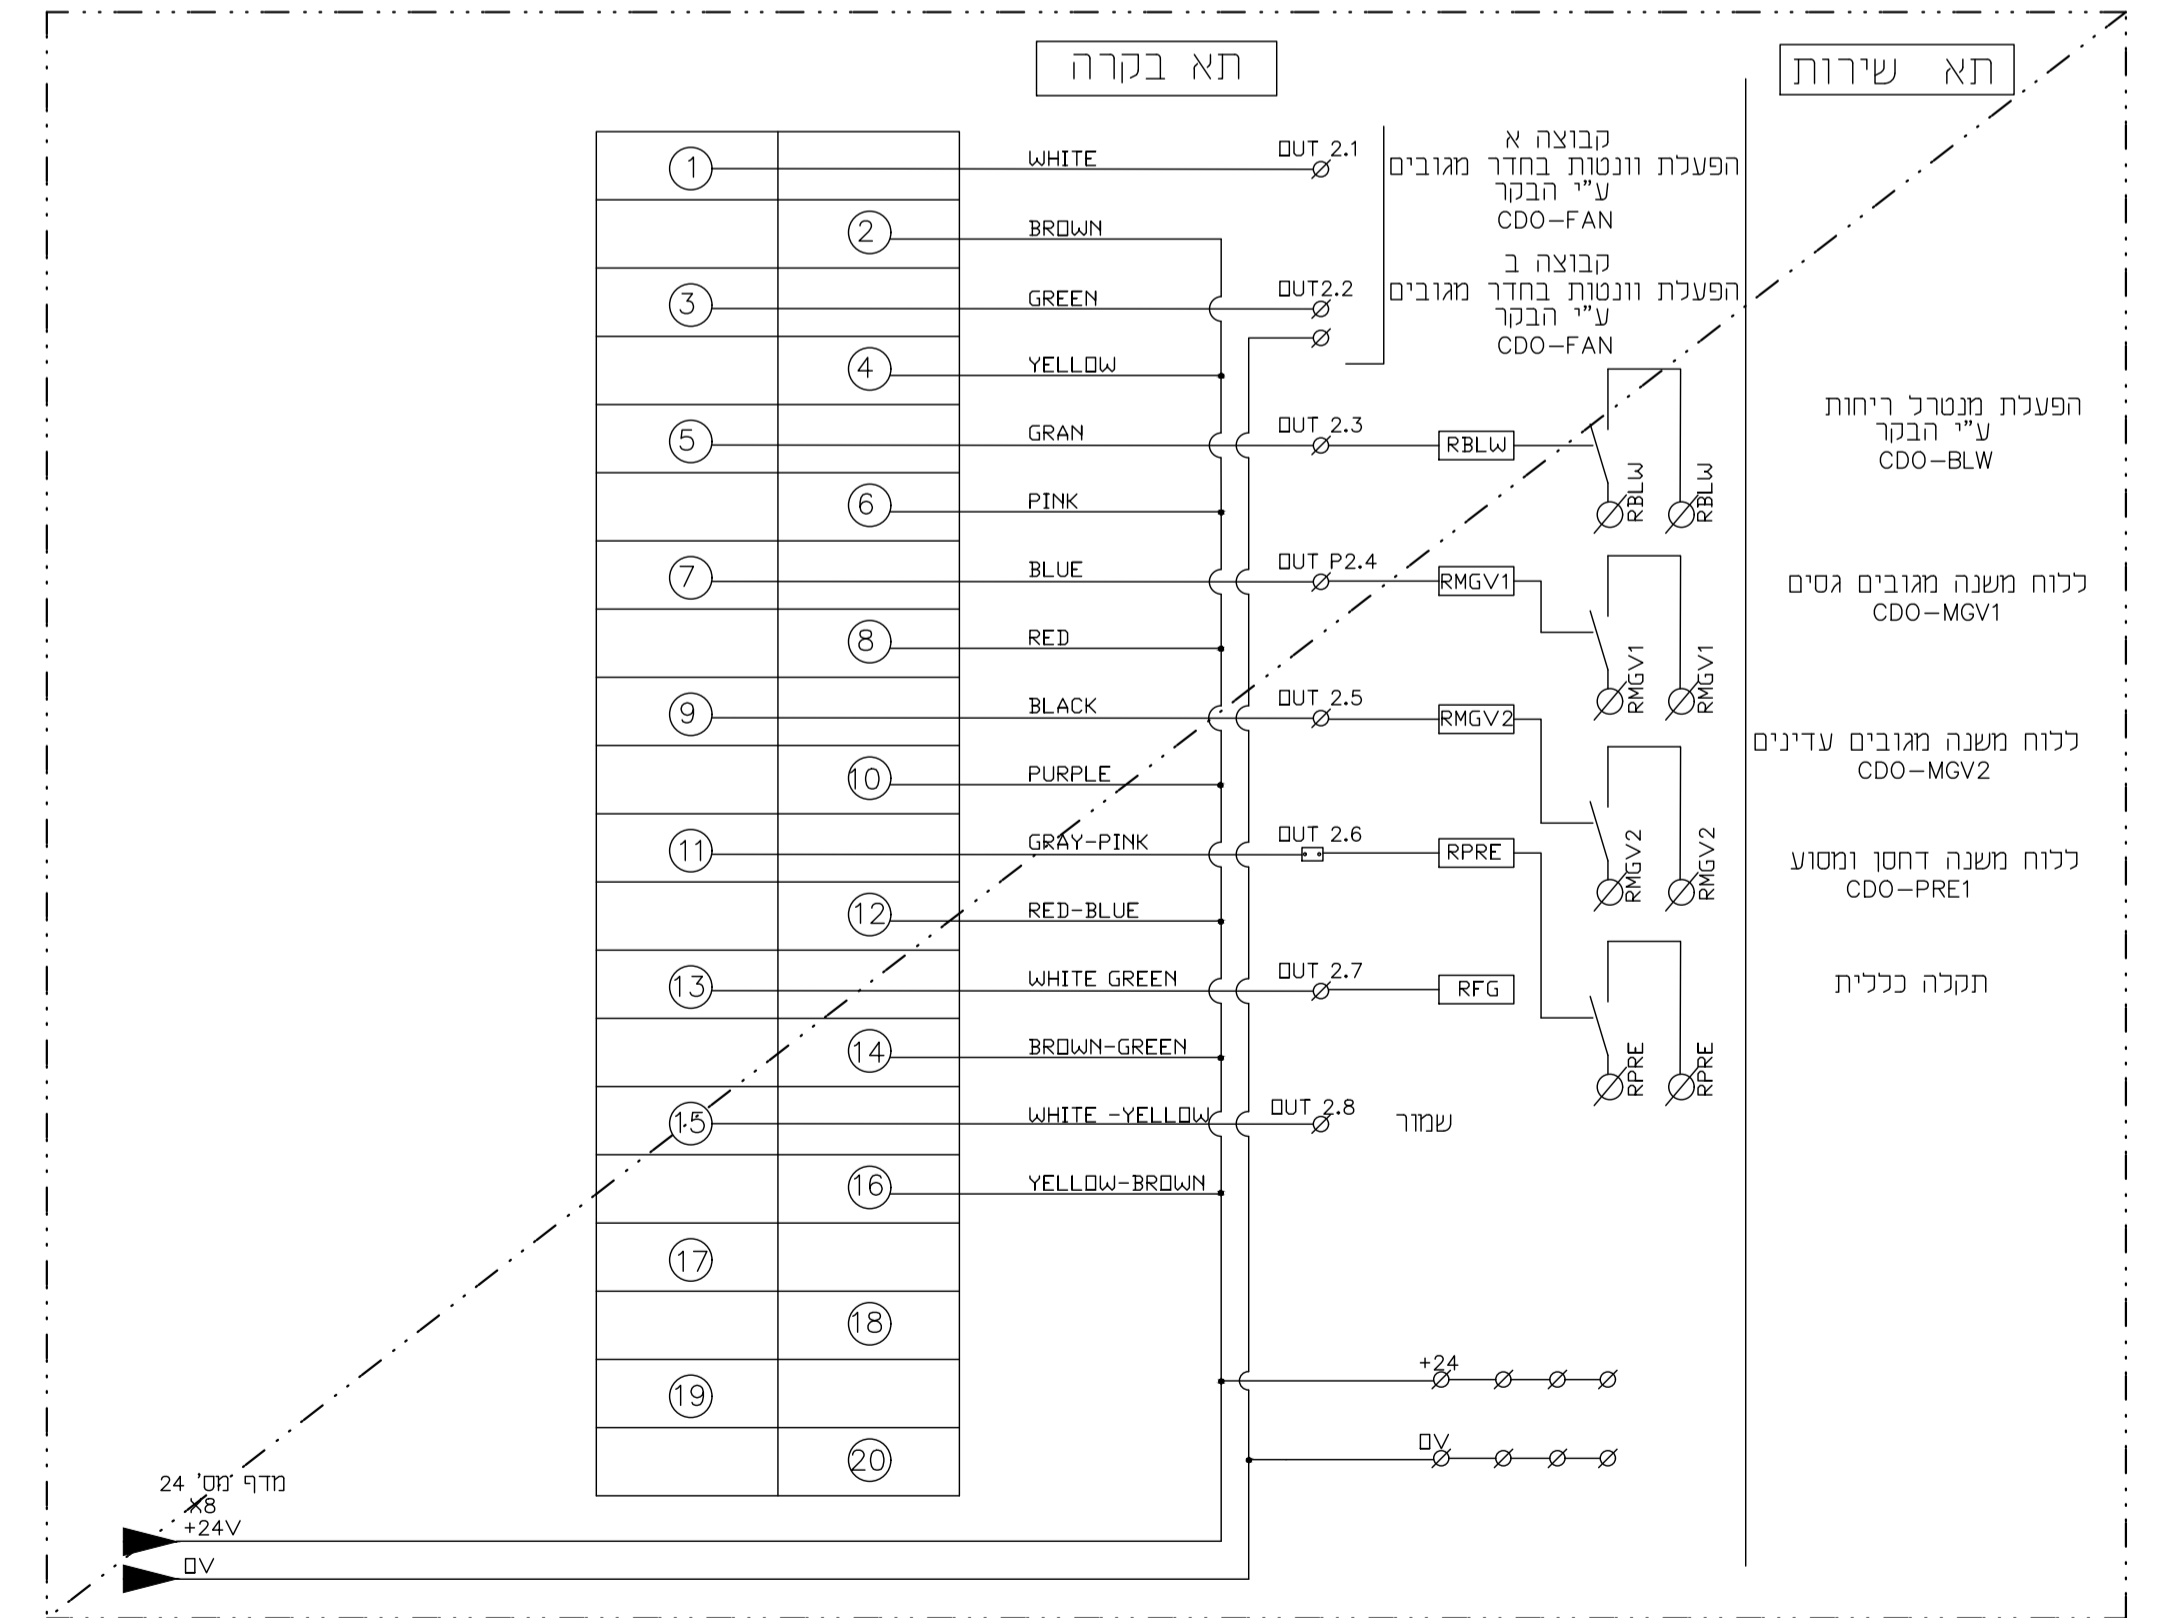 תא בקרה
תא שירות
1
WHITE
OUT 2.1
קבוצה א
הפעלת וונטות בחדר מגובים
ע"י הבקר
CDO-FAN
2
BROWN
3
GREEN
OUT2.2
קבוצה ב
הפעלת וונטות בחדר מגובים
ע"י הבקר
CDO-FAN
4
YELLOW
5
GRAN
OUT 2.3
RBLW
RBLW
RBLW
הפעלת מנטרל ריחות
ע"י הבקר
CDO-BLW
6
PINK
7
BLUE
OUT P2.4
RMGV1
RMGV1
RMGV1
ללוח משנה מגובים גסים
CDO-MGV1
8
RED
9
BLACK
OUT 2.5
RMGV2
RMGV2
RMGV2
ללוח משנה מגובים עדינים
CDO-MGV2
10
PURPLE
11
GRAY-PINK
OUT 2.6
RPRE
RPRE
RPRE
ללוח משנה דחסן ומסוע
CDO-PRE1
12
RED-BLUE
13
WHITE GREEN
OUT 2.7
RFG
תקלה כללית
14
BROWN-GREEN
15
WHITE -YELLOW
OUT 2.8
שמור
16
YELLOW-BROWN
17
18
19
+24
20
0V
מדף מס' 24
X8
+24V
0V